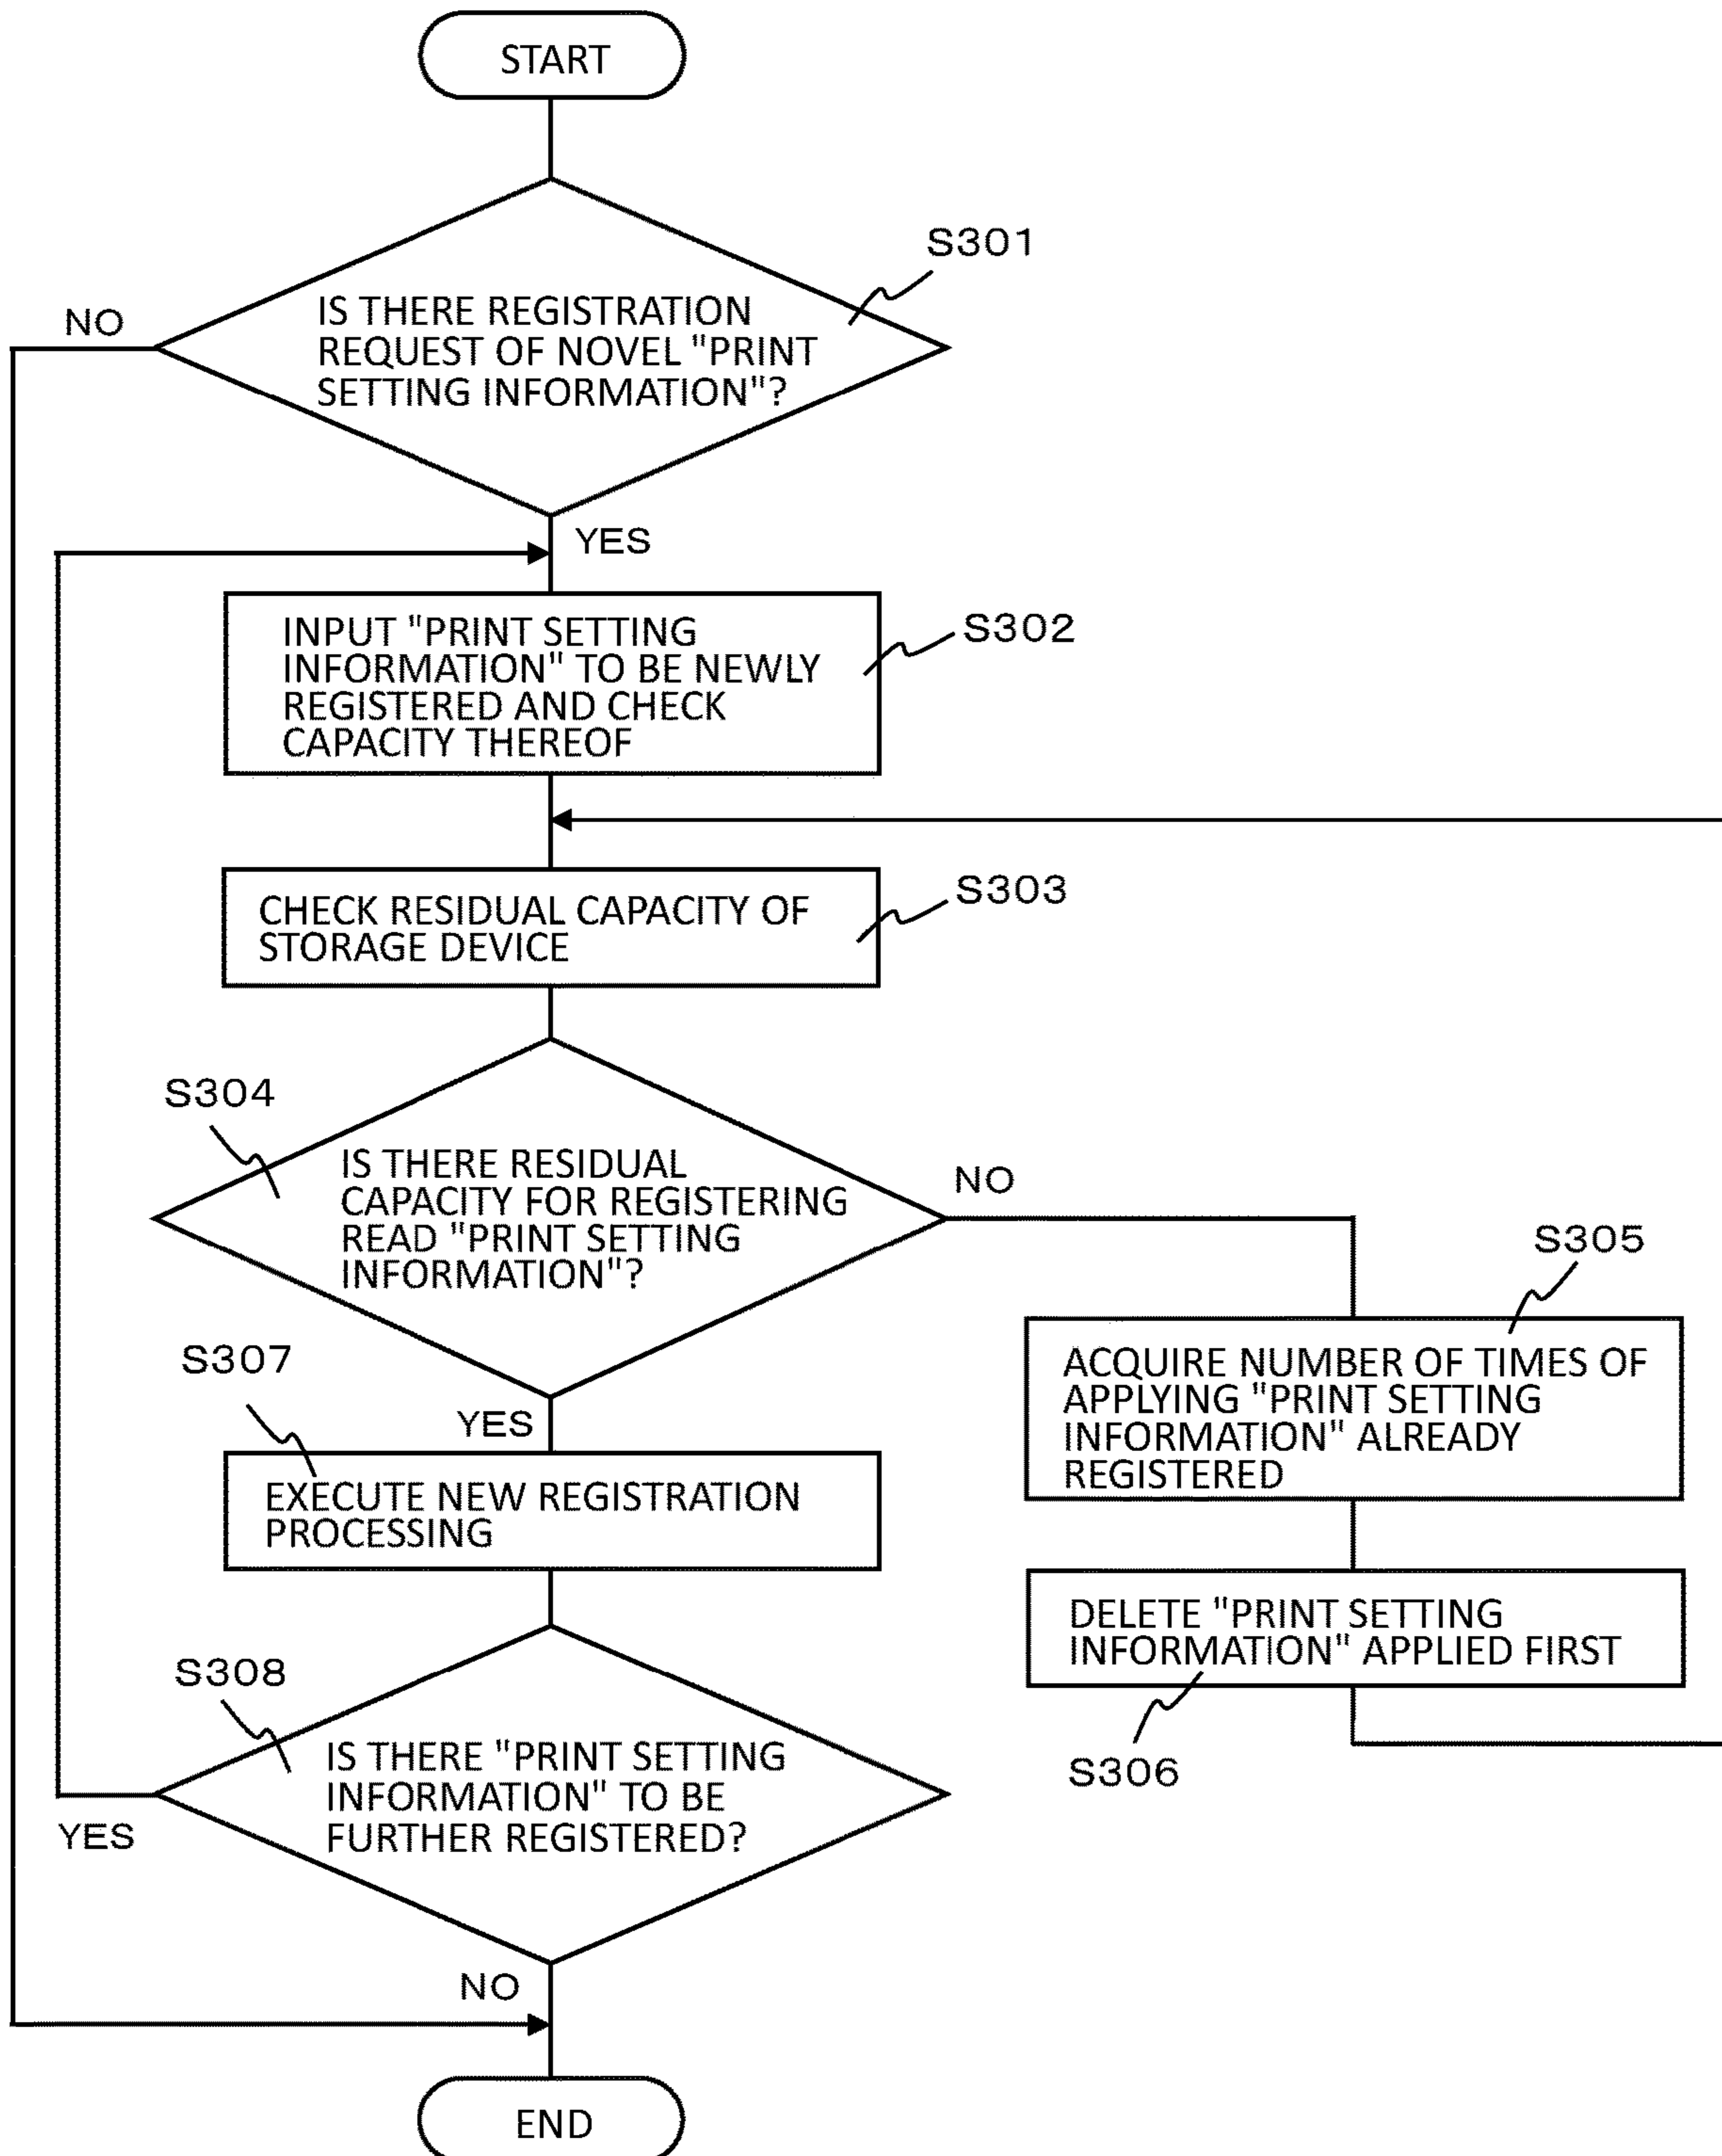 START
S301
NO
IS THERE REGISTRATION
REQUEST OF NOVEL "PRINT
SETTING INFORMATION"?
YES
INPUT "PRINT SETTING
INFORMATION" TO BE NEWLY
REGISTERED AND CHECK
CAPACITY THEREOF
S302
CHECK RESIDUAL CAPACITY OF
STORAGE DEVICE
S303
S304
IS THERE RESIDUAL
CAPACITY FOR REGISTERING
READ "PRINT SETTING
INFORMATION"?
NO
S305
ACQUIRE NUMBER OF TIMES OF
APPLYING "PRINT SETTING
INFORMATION" ALREADY
REGISTERED
DELETE "PRINT SETTING
INFORMATION" APPLIED FIRST
S306
YES
S307
EXECUTE NEW REGISTRATION
PROCESSING
S308
IS THERE "PRINT SETTING
INFORMATION" TO BE
FURTHER REGISTERED?
YES
NO
END